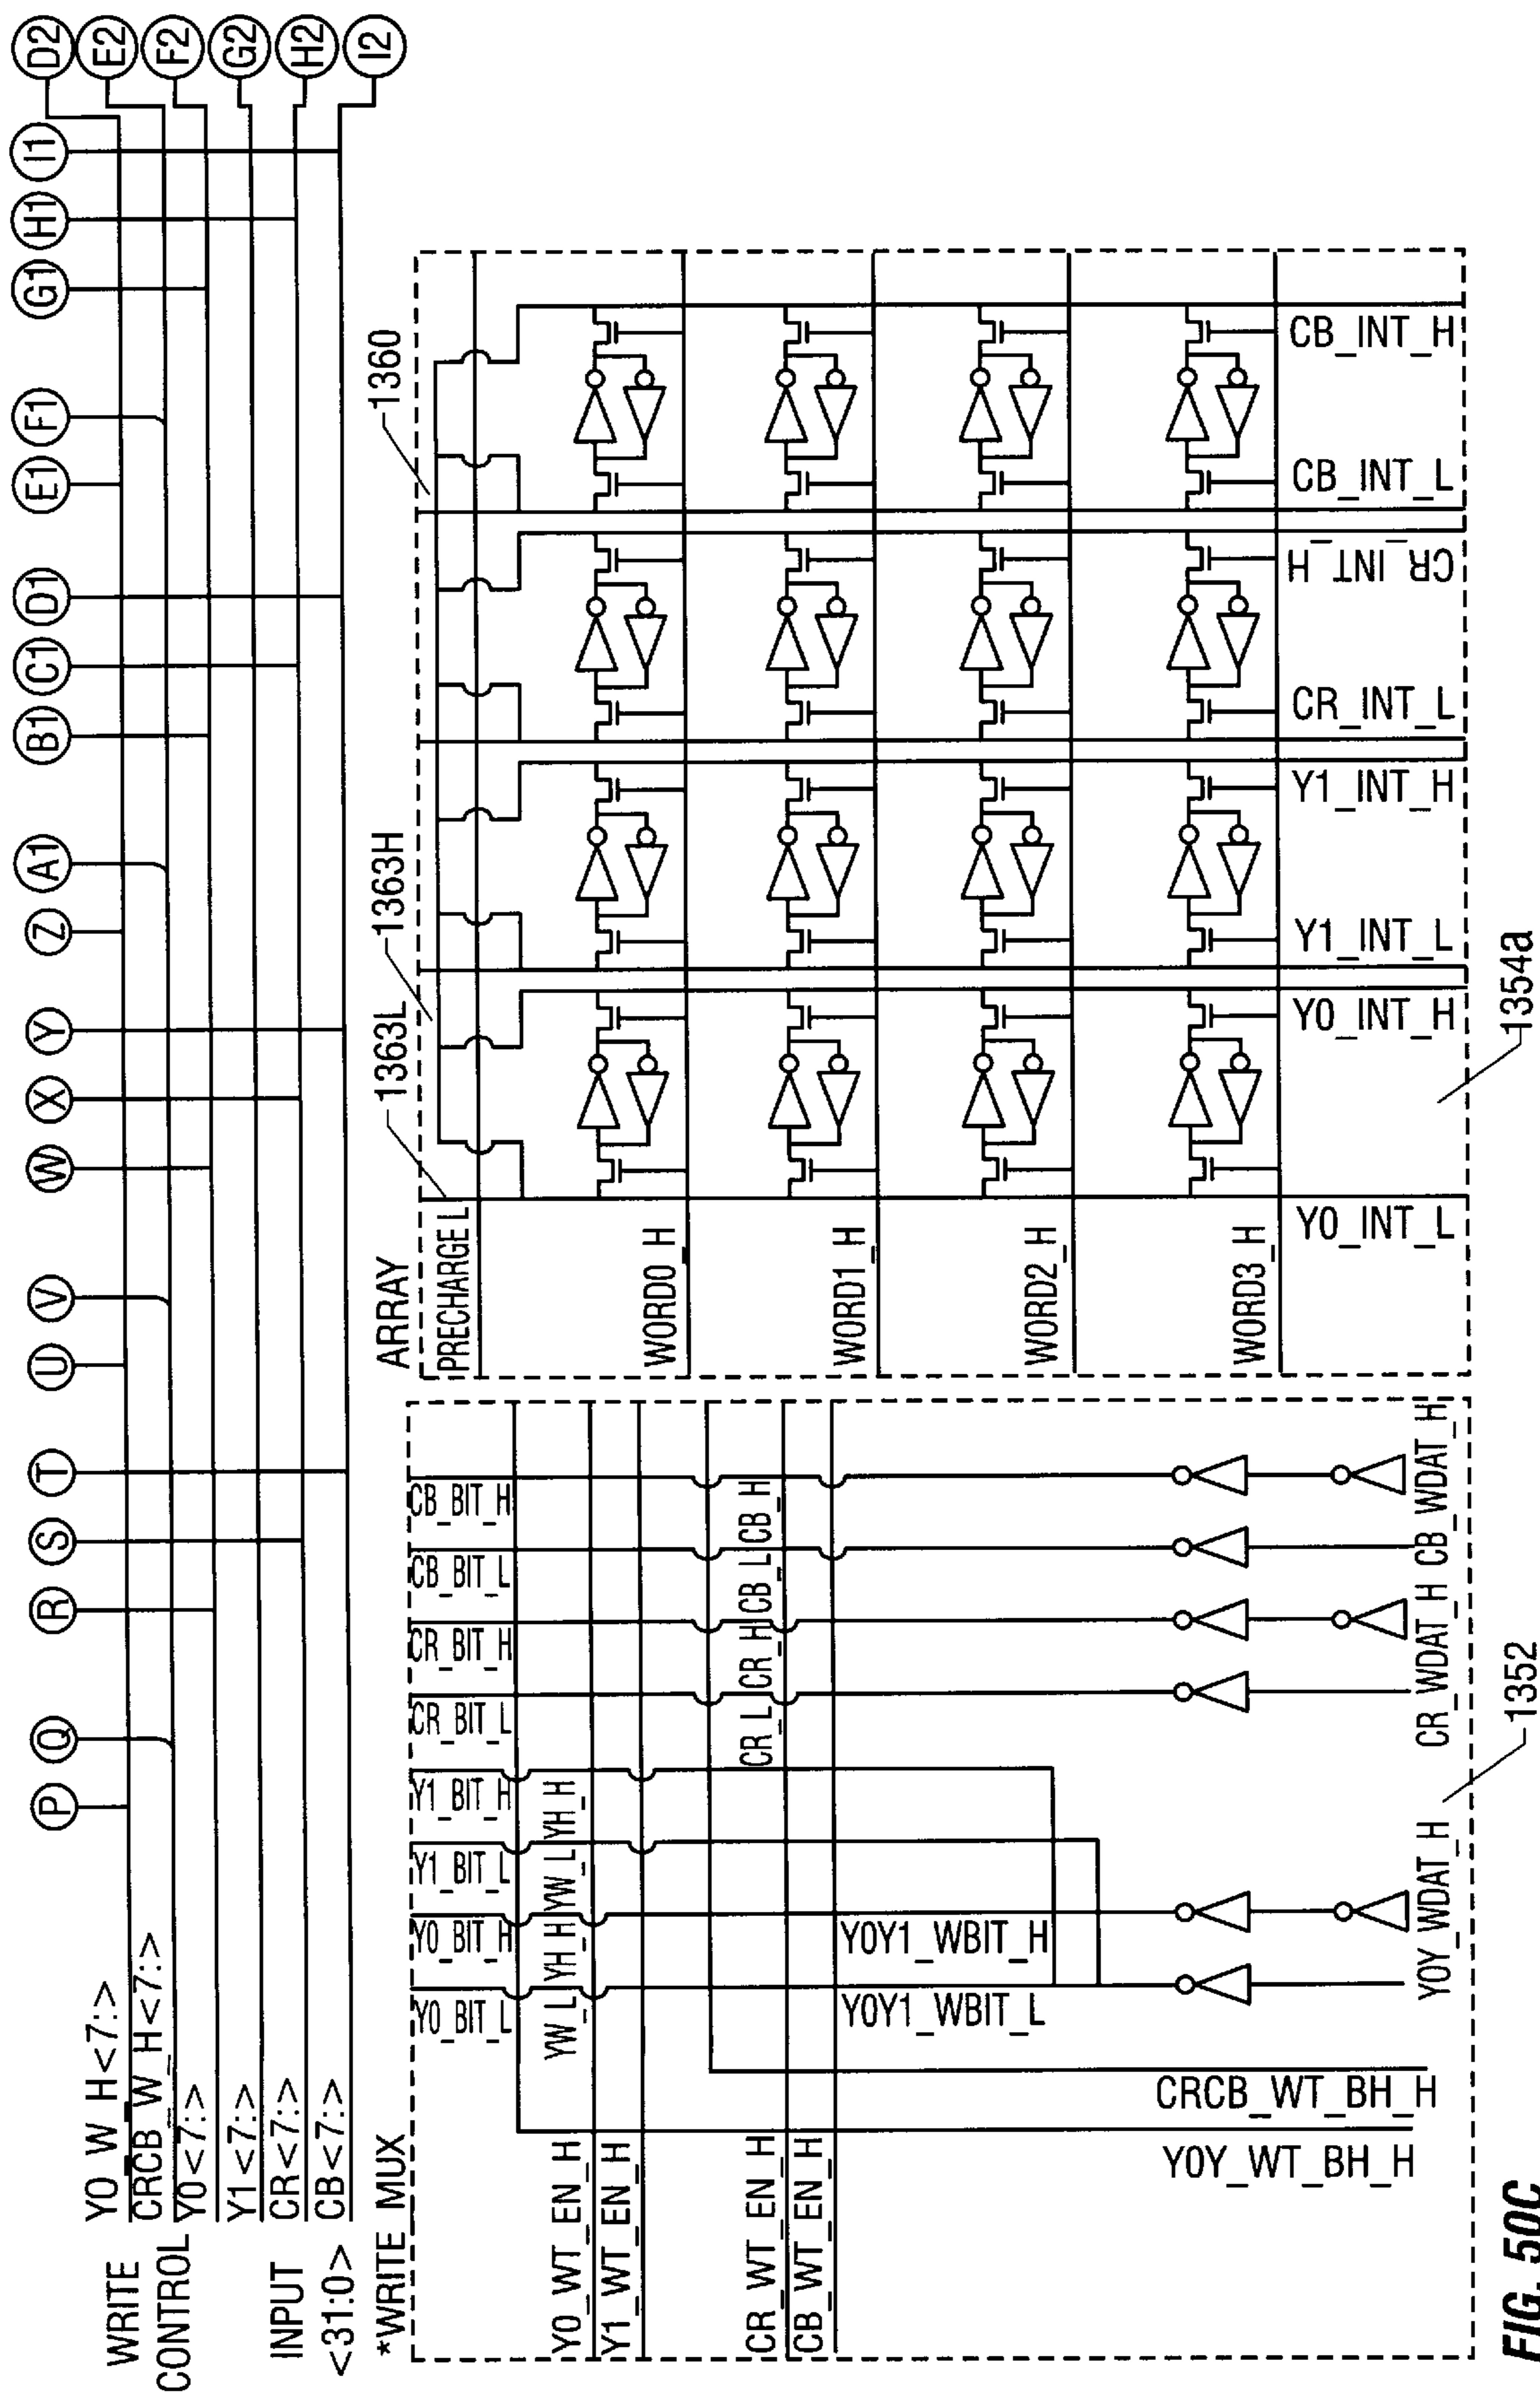 P Q R S T U V W X Y Z A1 B1 C1 D1 E1 F1 G1 H1 I1
D2
E2
F2
G2
H2
I2
WRITE
CONTROL
Y0_W_H<7:>
CRCB_W_H<7:>
Y0<7:>
Y1<7:>
INPUT
<31:0>
CR<7:>
CB<7:>
*WRITE MUX
Y0_BIT_L
Y0_BIT_H
Y1_BIT_L
Y1_BIT_H
CR_BIT_L
CR_BIT_H
CB_BIT_L
CB_BIT_H
Y0_WT_EN_H
Y1_WT_EN_H
YW_L
YH_H
YW_L
YH_H
CR_WT_EN_H
CB_WT_EN_H
CR_L
CR_H
CB_L
CB_H
Y0Y1_WBIT_L
Y0Y1_WBIT_H
CRCB_WT_BH_H
Y0Y_WT_BH_H
Y0Y_WDAT_H
CR_WDAT_H
CB_WDAT_H
1352
ARRAY
1363L
1363H
1360
PRECHARGE L
WORD0_H
WORD1_H
WORD2_H
WORD3_H
Y0_INT_L
Y0_INT_H
Y1_INT_L
Y1_INT_H
CR_INT_L
CR_INT_H
CB_INT_L
CB_INT_H
1354a
FIG. 50C